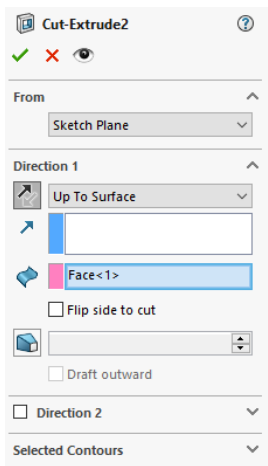 Cut-Extrude2
From
Sketch Plane
Direction 1
Up To Surface
Face<1>
Flip side to cut
Draft outward
Direction 2
Selected Contours